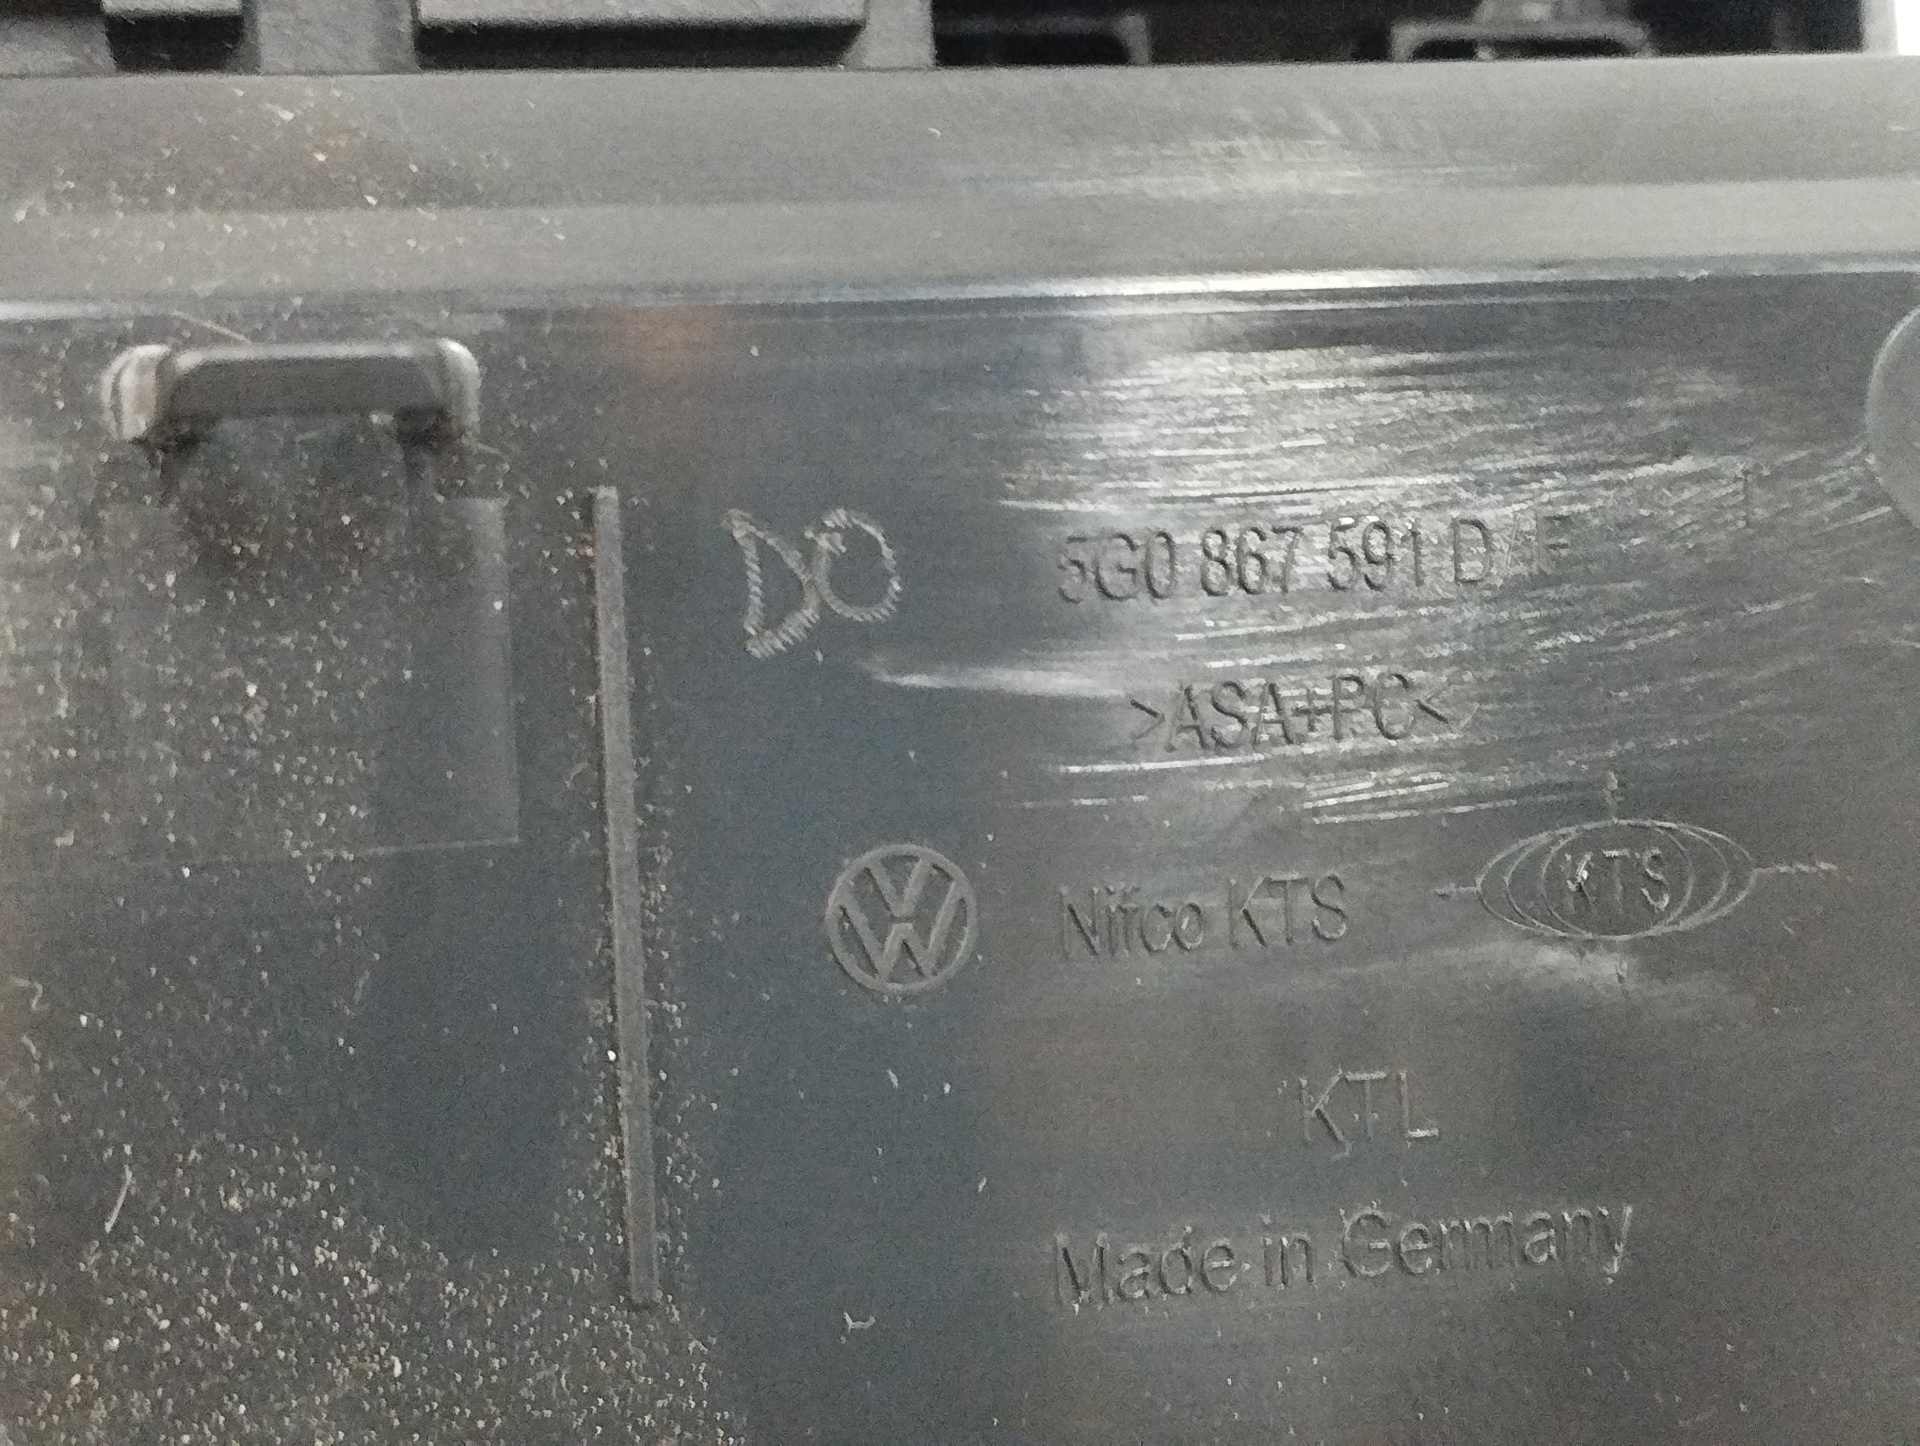 DO
5G0 867 591 D/F
>ASA+PC<
Nifco KTS
KTS
KTL
Made in Germany